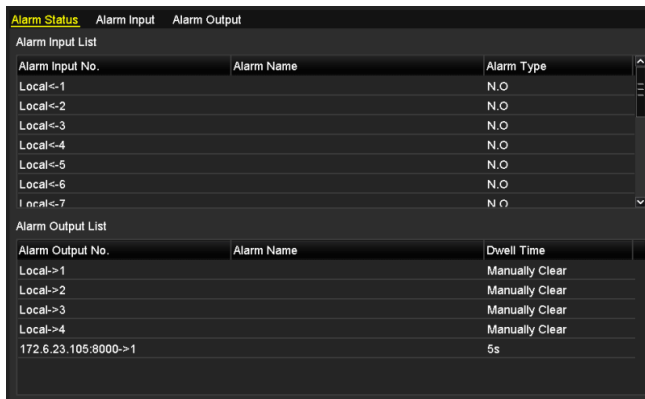 Alarm Status Alarm Input Alarm Output
Alarm Input List
Alarm Input No. Alarm Name Alarm Type
Local<-1 N.O
Local<-2 N.O
Local<-3 N.O
Local<-4 N.O
Local<-5 N.O
Local<-6 N.O
Local<-7 N.O
Alarm Output List
Alarm Output No. Alarm Name Dwell Time
Local->1 Manually Clear
Local->2 Manually Clear
Local->3 Manually Clear
Local->4 Manually Clear
172.6.23.105:8000->1 5s